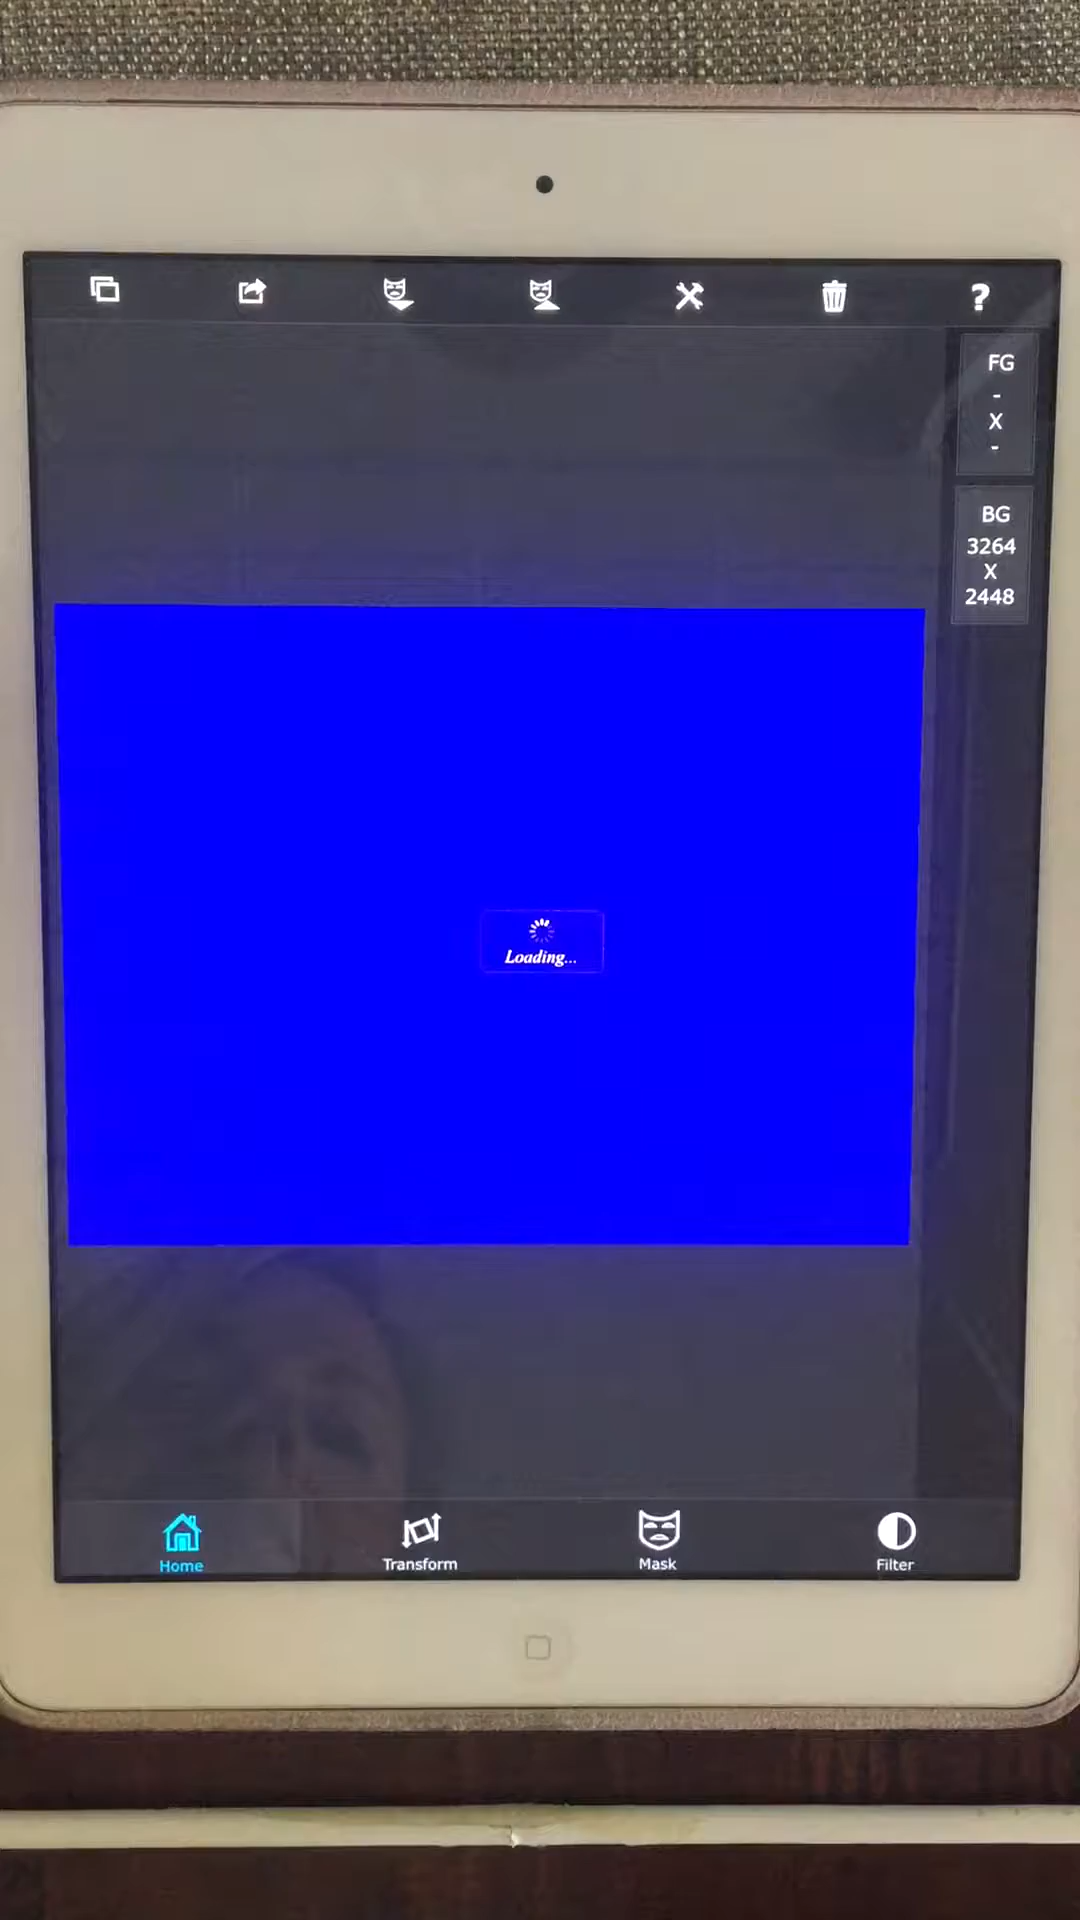 ?
FG
-
X
-
BG
3264
X
2448
Loading...
Home
Transform
Mask
Filter